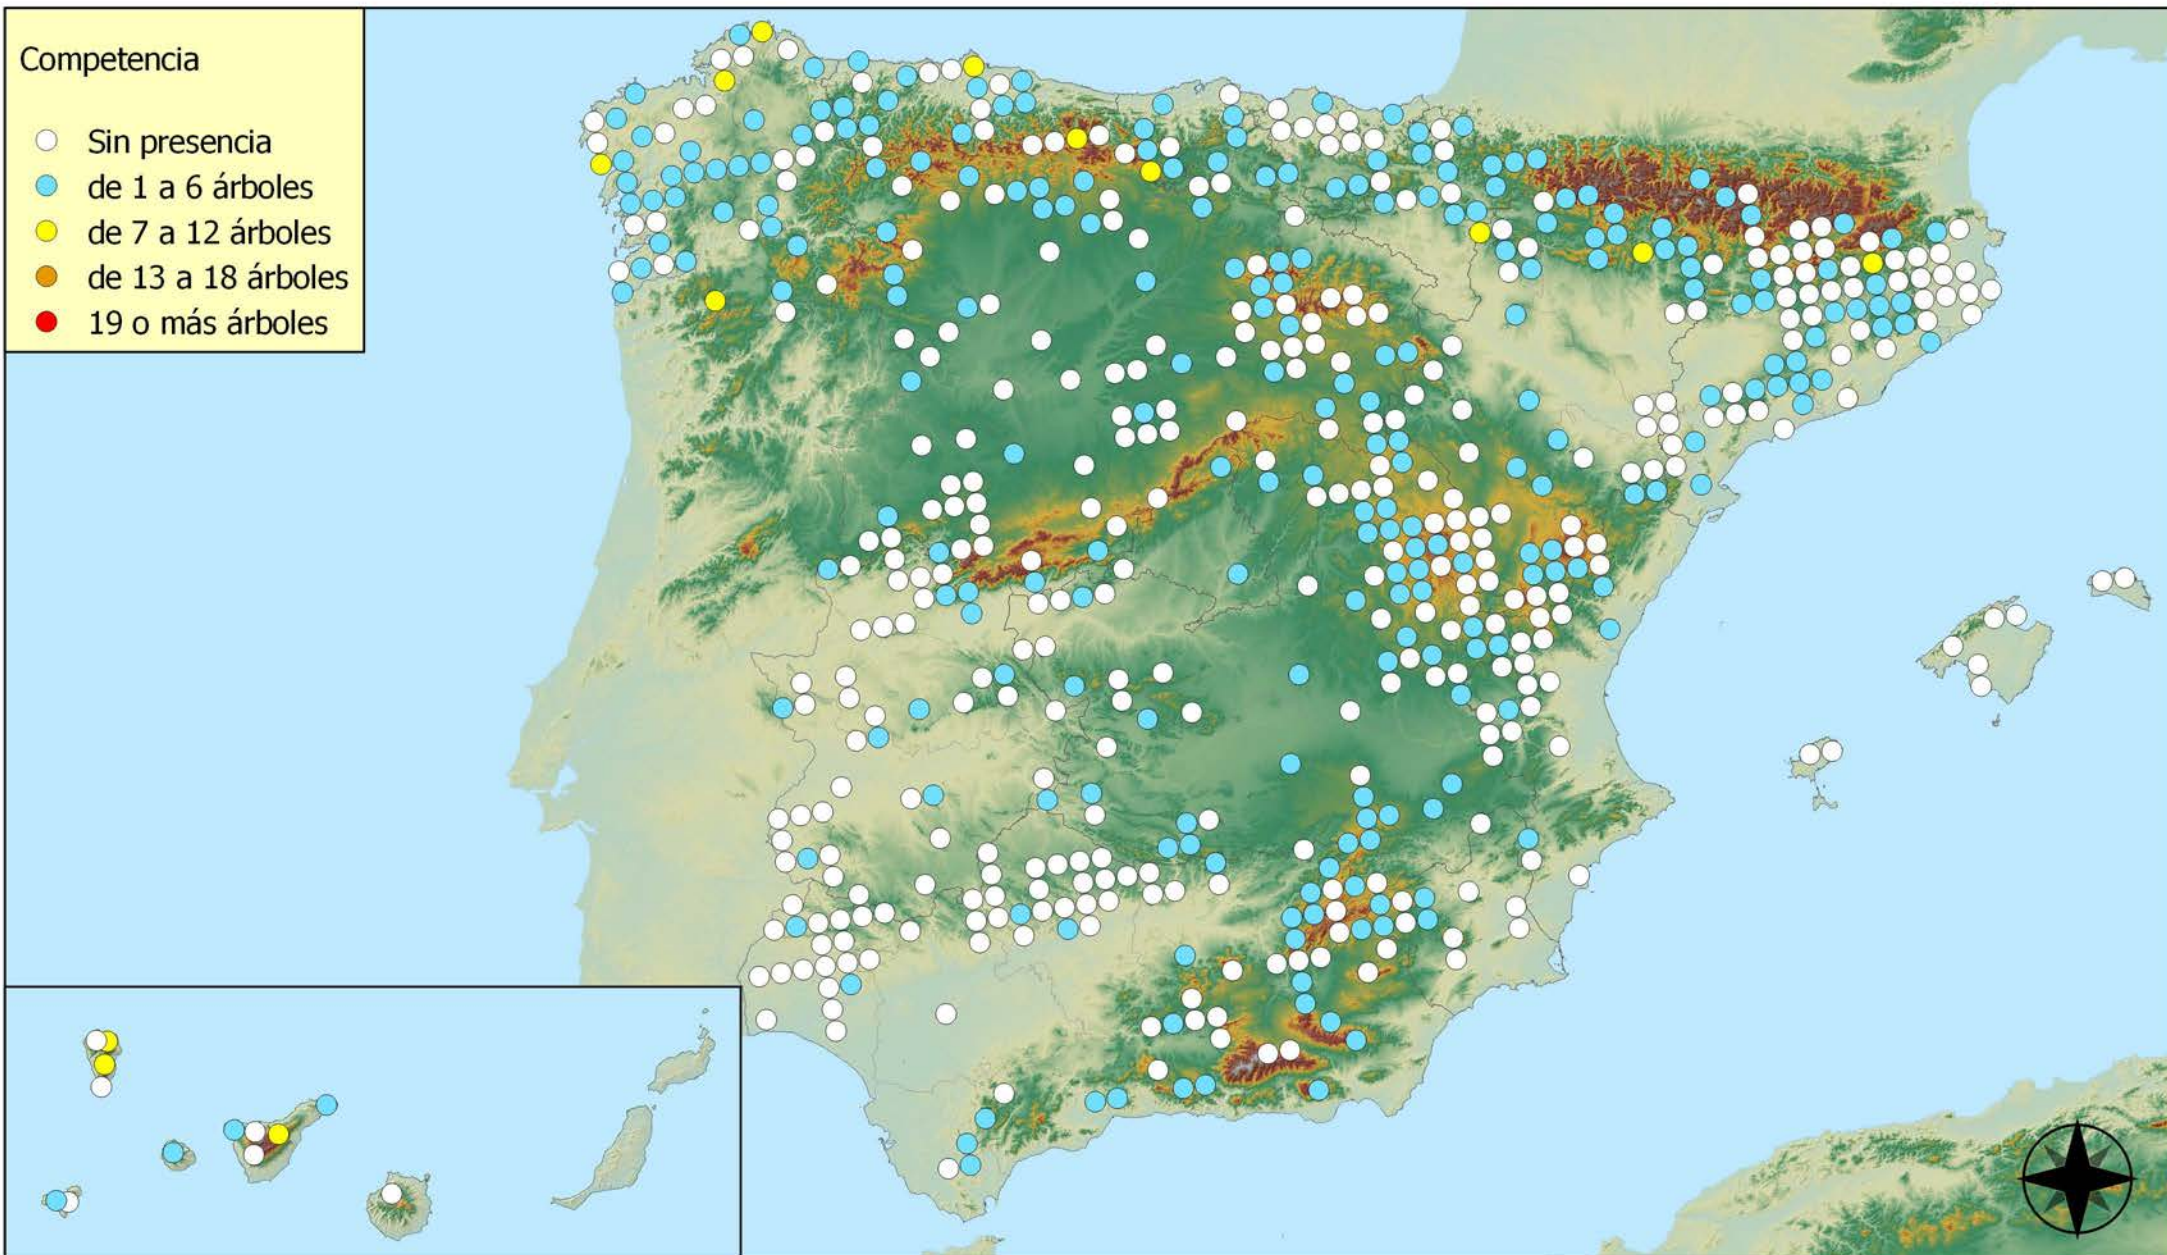 Competencia
Sin presencia
de 1 a 6 árboles
de 7 a 12 árboles
de 13 a 18 árboles
19 o más árboles